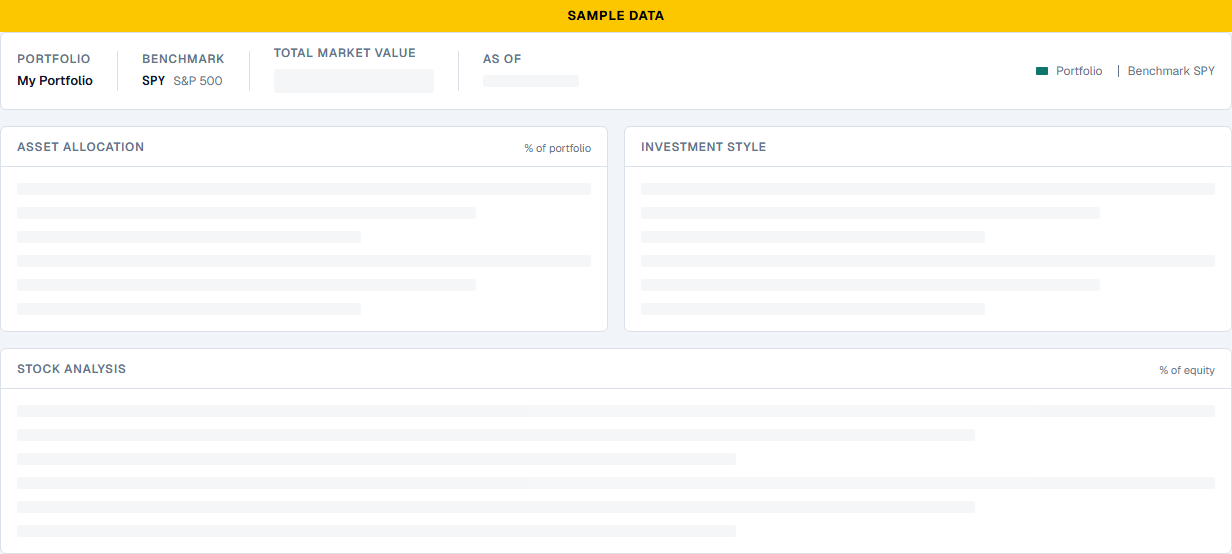 SAMPLE DATA
PORTFOLIO
My Portfolio
BENCHMARK
SPY S&P 500
TOTAL MARKET VALUE
AS OF
Portfolio
Benchmark SPY
ASSET ALLOCATION
% of portfolio
INVESTMENT STYLE
STOCK ANALYSIS
% of equity